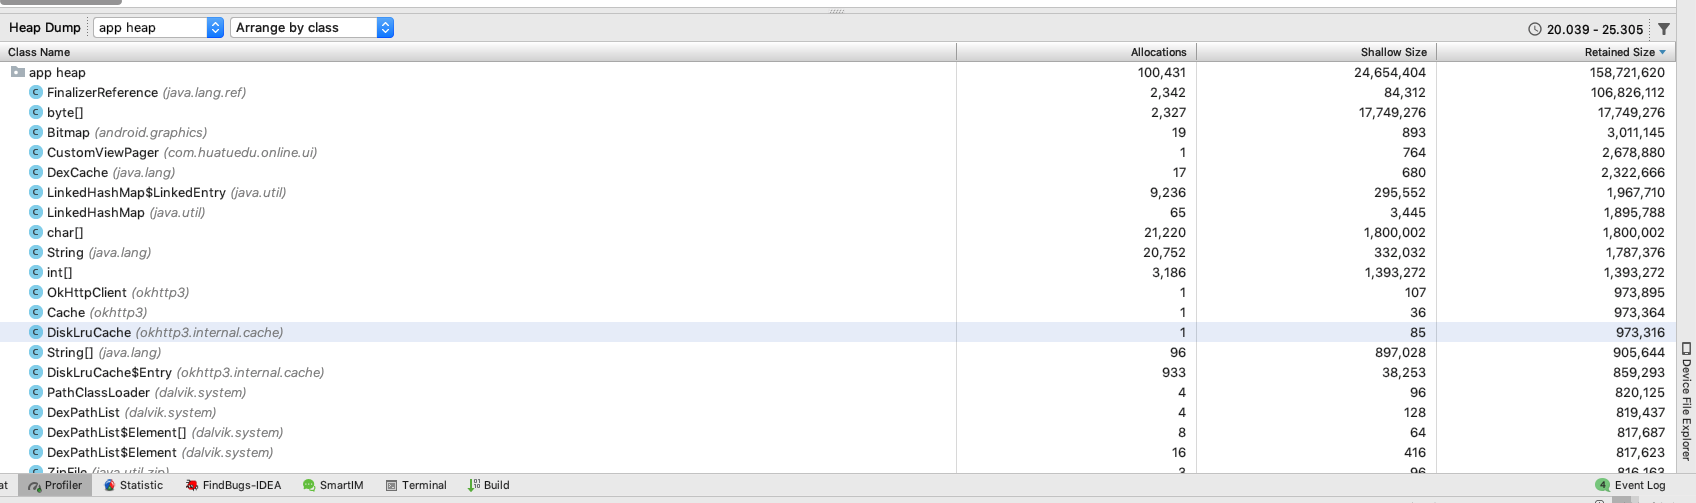 Heap Dump app heap Arrange by class 20.039 - 25.305
Class Name Allocations Shallow Size Retained Size
app heap 100,431 24,654,404 158,721,620
FinalizerReference (java.lang.ref) 2,342 84,312 106,826,112
byte[] 2,327 17,749,276 17,749,276
Bitmap (android.graphics) 19 893 3,011,145
CustomViewPager (com.huatuedu.online.ui) 1 764 2,678,880
DexCache (java.lang) 17 680 2,322,666
LinkedHashMap$LinkedEntry (java.util) 9,236 295,552 1,967,710
LinkedHashMap (java.util) 65 3,445 1,895,788
char[] 21,220 1,800,002 1,800,002
String (java.lang) 20,752 332,032 1,787,376
int[] 3,186 1,393,272 1,393,272
OkHttpClient (okhttp3) 1 107 973,895
Cache (okhttp3) 1 36 973,364
DiskLruCache (okhttp3.internal.cache) 1 85 973,316
String[] (java.lang) 96 897,028 905,644
DiskLruCache$Entry (okhttp3.internal.cache) 933 38,253 859,293
PathClassLoader (dalvik.system) 4 96 820,125
DexPathList (dalvik.system) 4 128 819,437
DexPathList$Element[] (dalvik.system) 8 64 817,687
DexPathList$Element (dalvik.system) 16 416 817,623
ZipFile (java.util.zip) 3 96 816,163
at Profiler Statistic FindBugs-IDEA SmartIM Terminal Build 4 Event Log
Device File Explorer